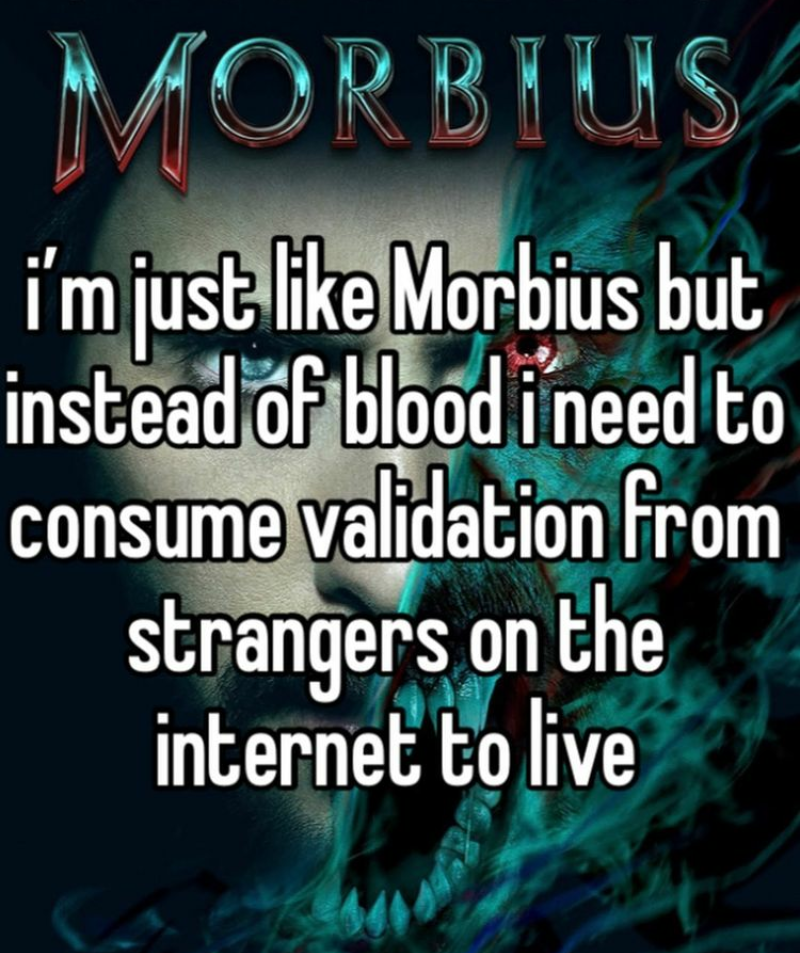 MORBIUS
i'm just like Morbius but
instead of blood i need to
consume validation from
strangers on the
internet to live